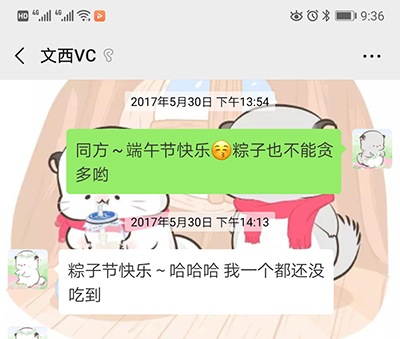 HD 4G 4G 9:36
文西VC
2017年5月30日 下午13:54
同方～端午节快乐😚粽子也不能贪
多哟
2017年5月30日 下午14:13
粽子节快乐～哈哈哈 我一个都还没
吃到